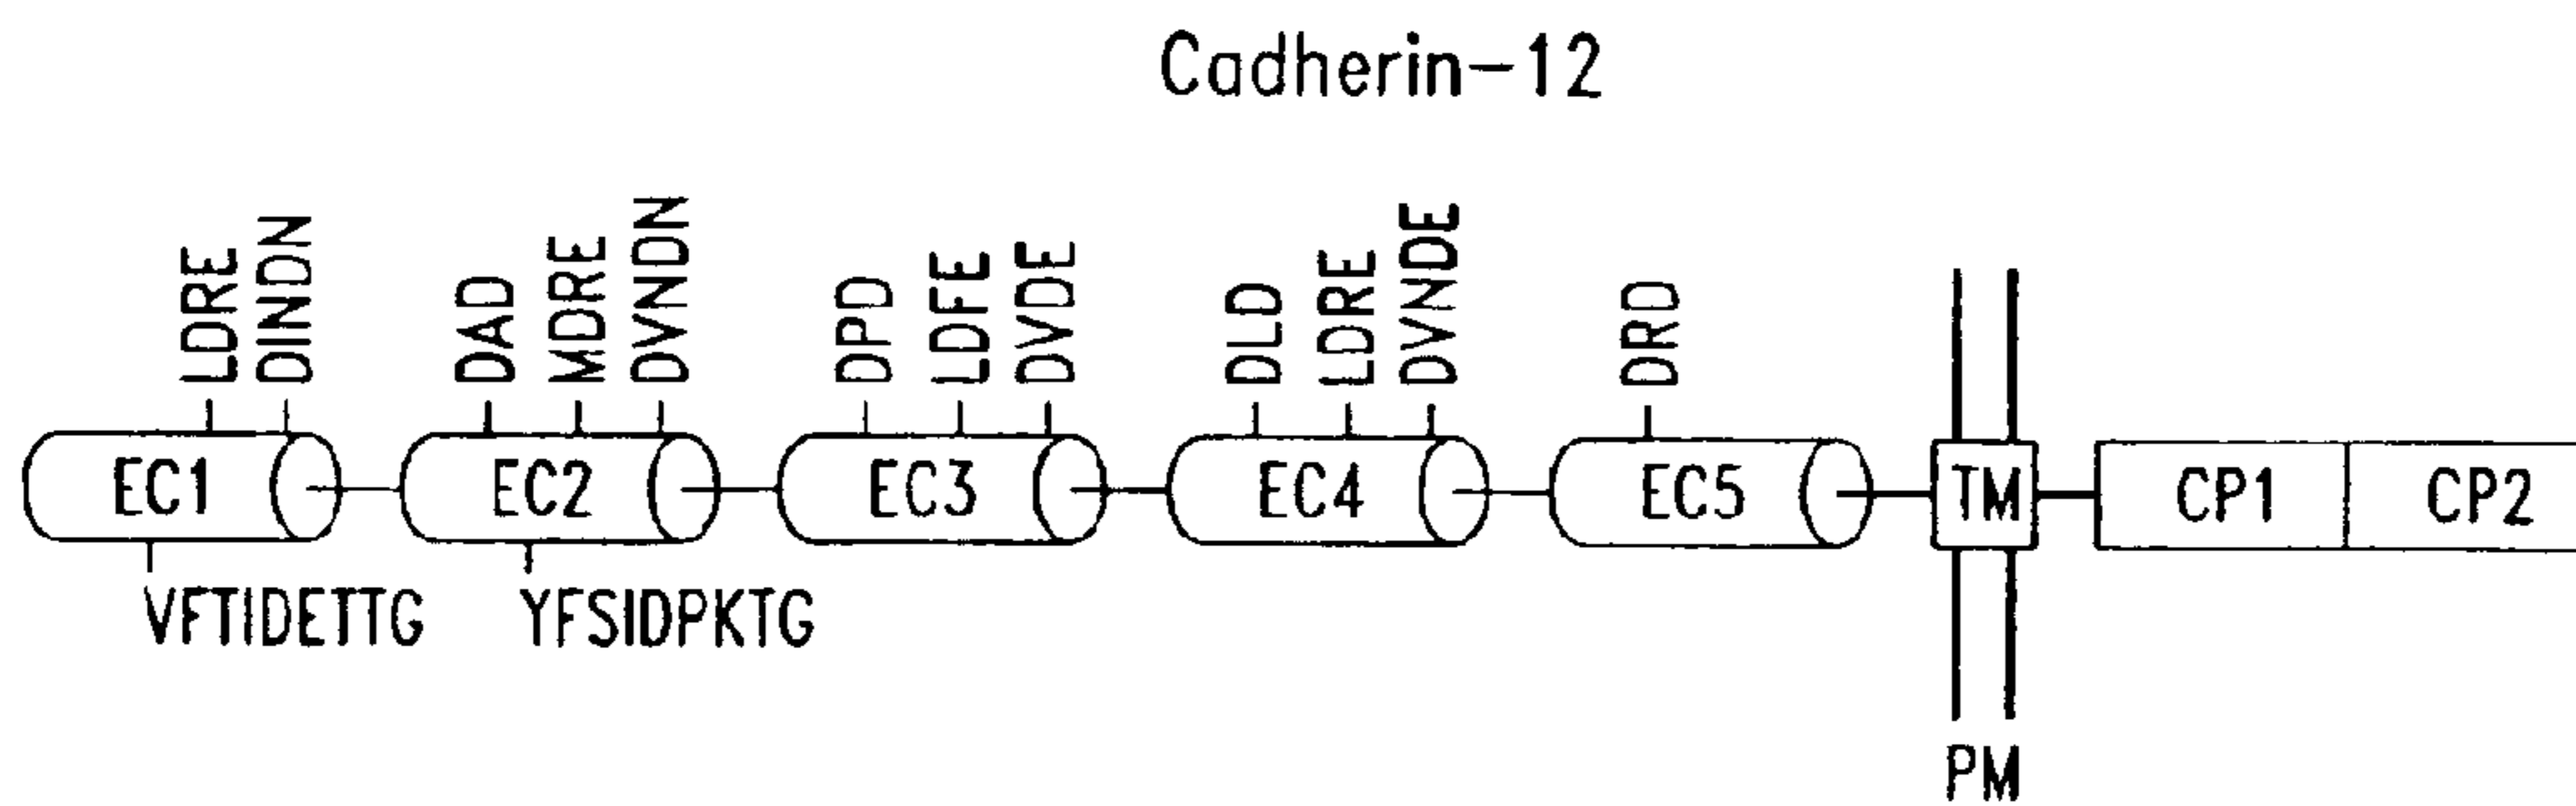 Cadherin-12
LDRE
DINDN
DAD
MDRE
DVNDN
DPD
LDFE
DVDE
DLD
LDRE
DVNDE
DRD
EC1
EC2
EC3
EC4
EC5
TM
CP1
CP2
VFTIDETTG
YFSIDPKTG
PM